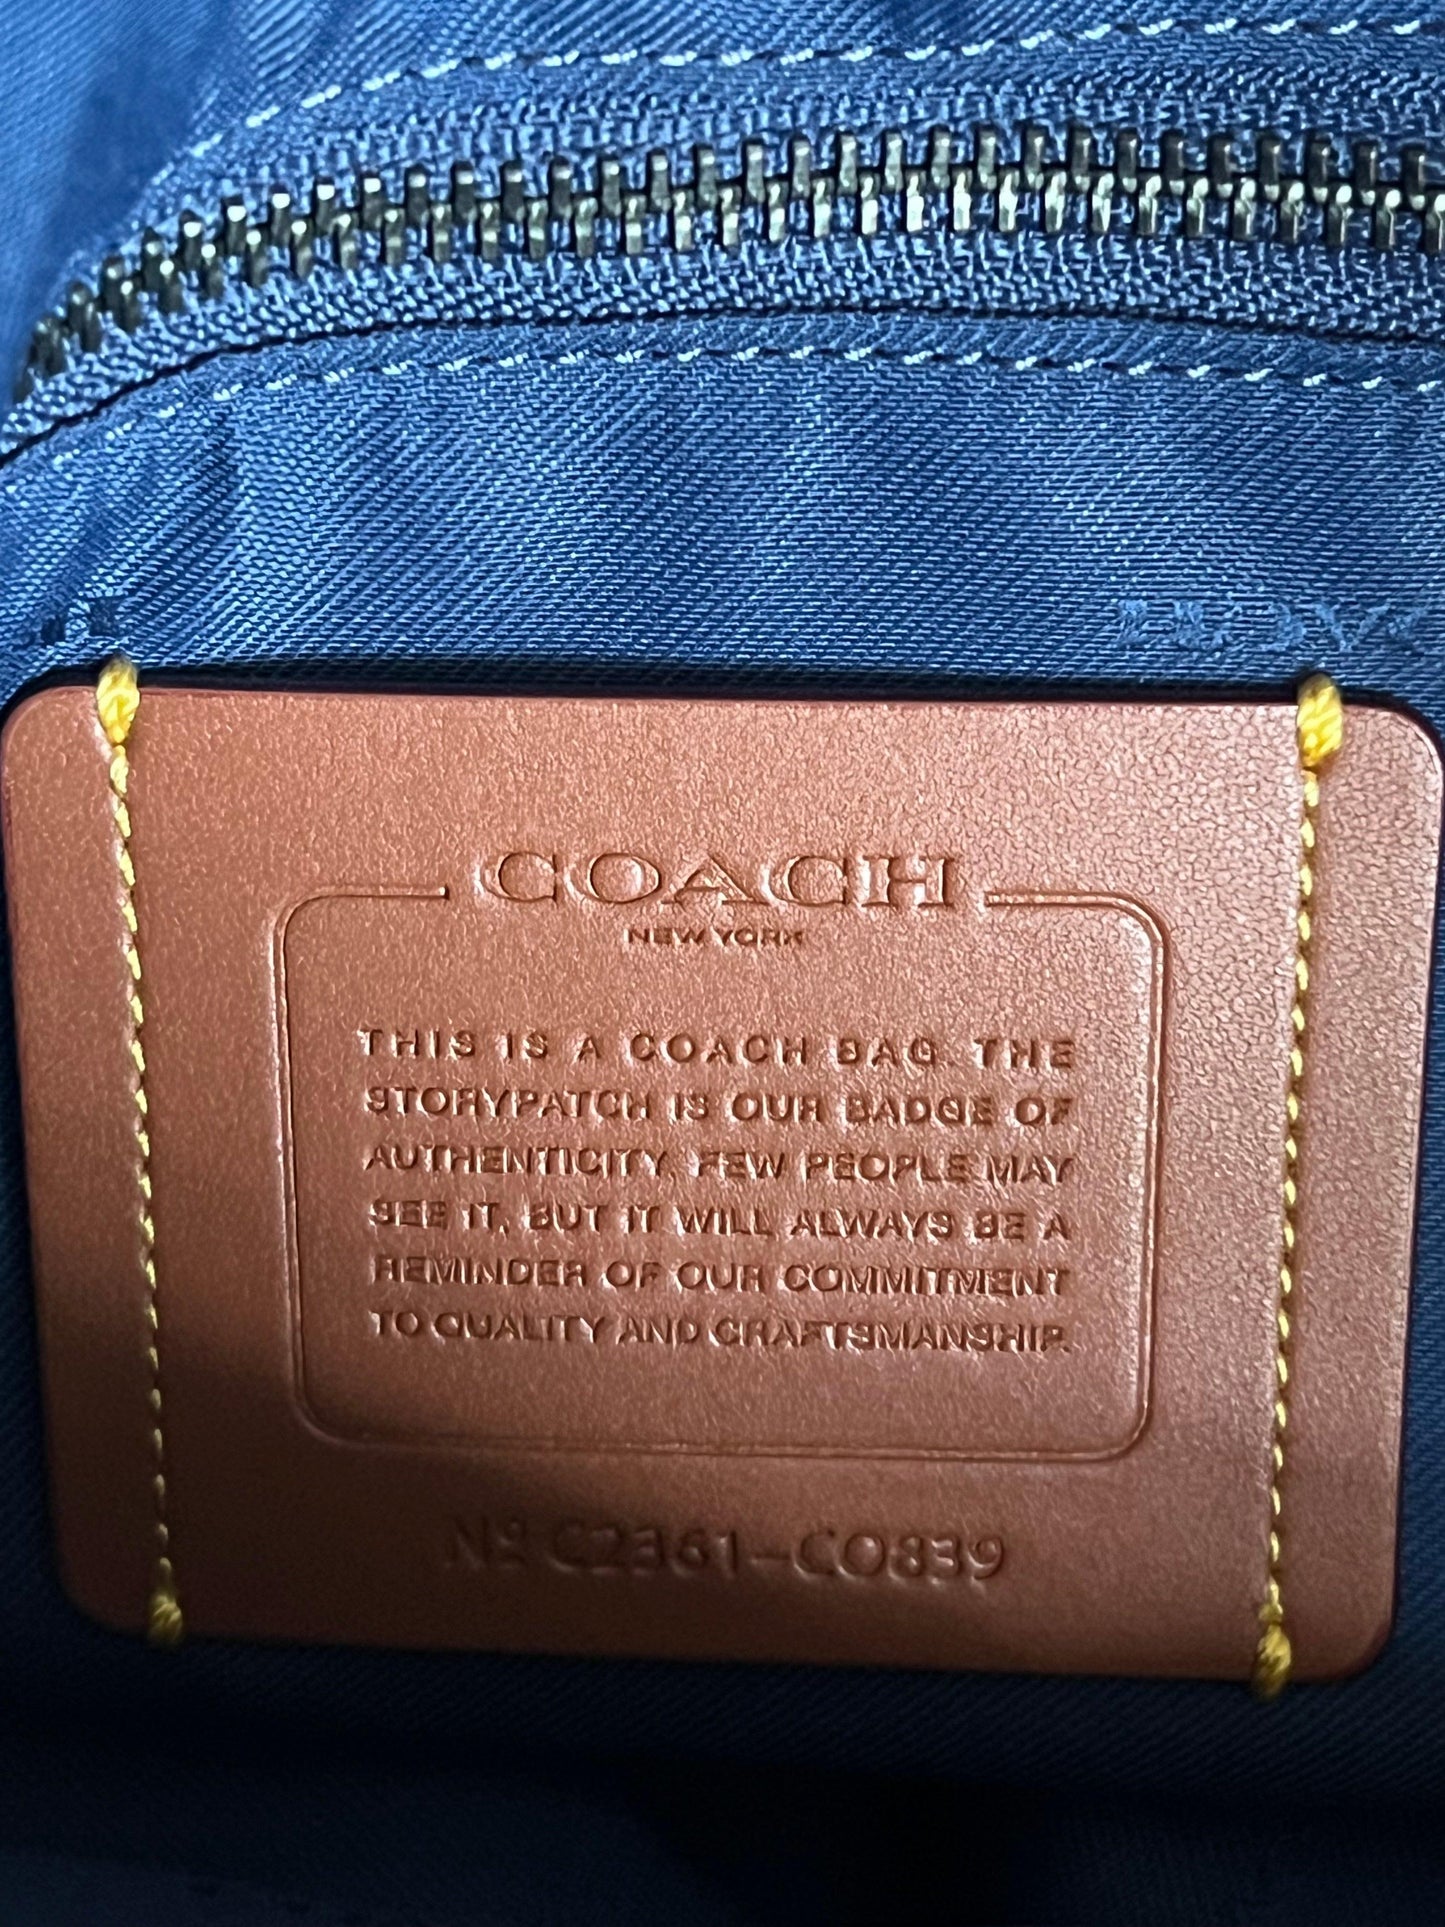 COACH
NEW YORK
THIS IS A COACH BAG. THE
STORYPATCH IS OUR BADGE OF
AUTHENTICITY. FEW PEOPLE MAY
SEE IT, BUT IT WILL ALWAYS BE A
REMINDER OF OUR COMMITMENT
TO QUALITY AND CRAFTSMANSHIP.
Nº C2361-CO839